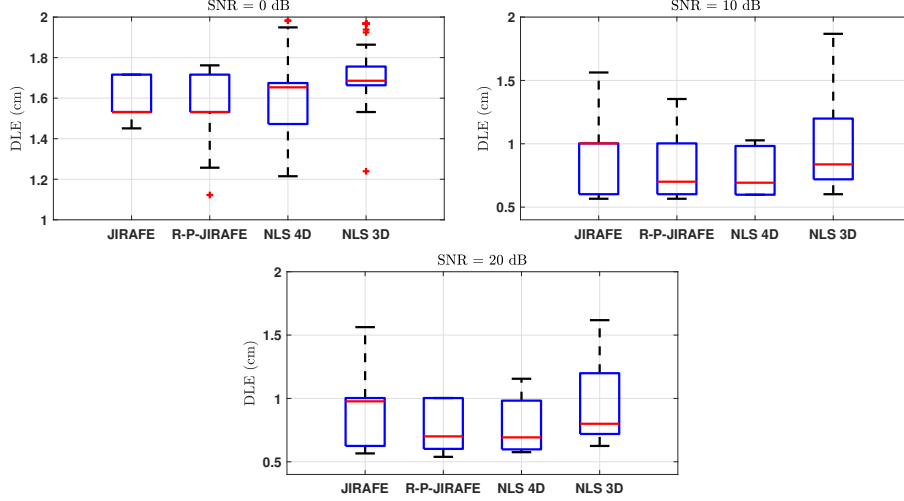 SNR = 0 dB
DLE (cm)
2
1.8
1.6
1.4
1.2
1
JIRAFE R-P-JIRAFE NLS 4D NLS 3D
SNR = 10 dB
DLE (cm)
2
1.5
1
0.5
JIRAFE R-P-JIRAFE NLS 4D NLS 3D
SNR = 20 dB
DLE (cm)
2
1.5
1
0.5
JIRAFE R-P-JIRAFE NLS 4D NLS 3D